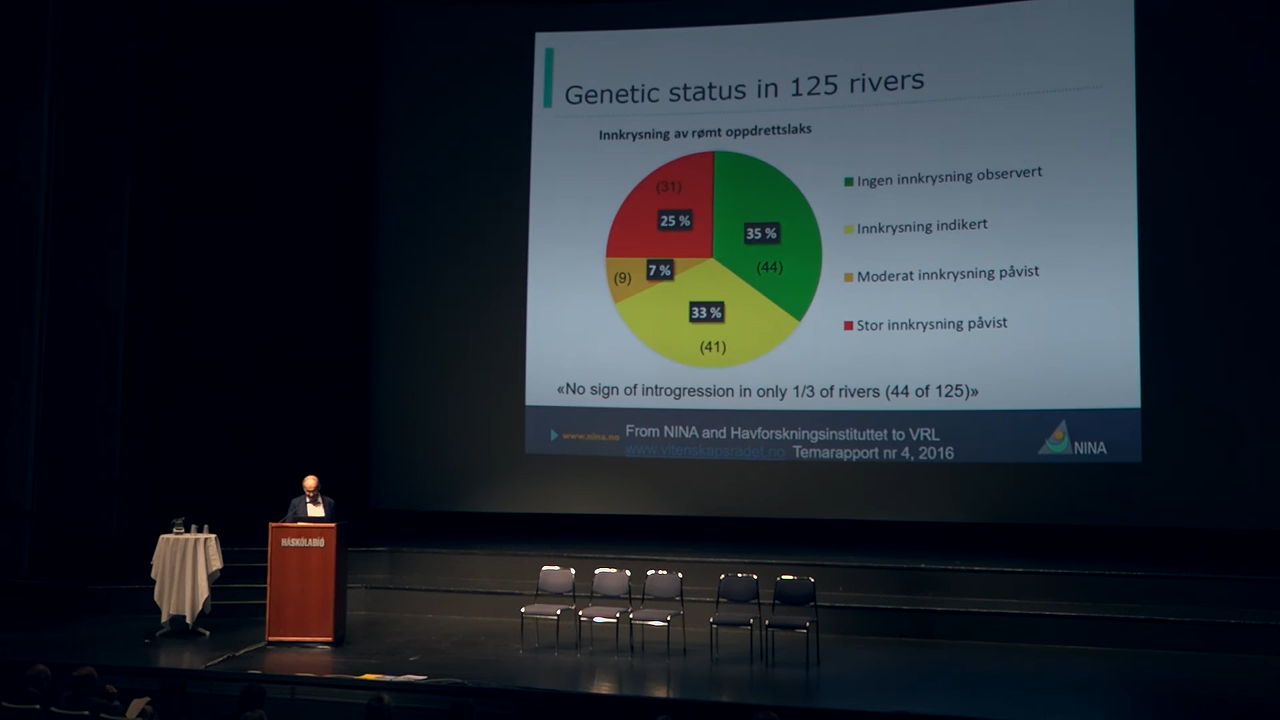 Genetic status in 125 rivers
Innkrysning av rømt oppdrettslaks
(31)
25 %
35 %
(44)
(9)
7 %
33 %
(41)
Ingen innkrysning observert
Innkrysning indikert
Moderat innkrysning påvist
Stor innkrysning påvist
«No sign of introgression in only 1/3 of rivers (44 of 125)»
www.nina.no
From NINA and Havforskningsinstituttet to VRL
www.vitenskapsradet.no Temarapport nr 4, 2016
NINA
HÁSKÓLABÍÓ